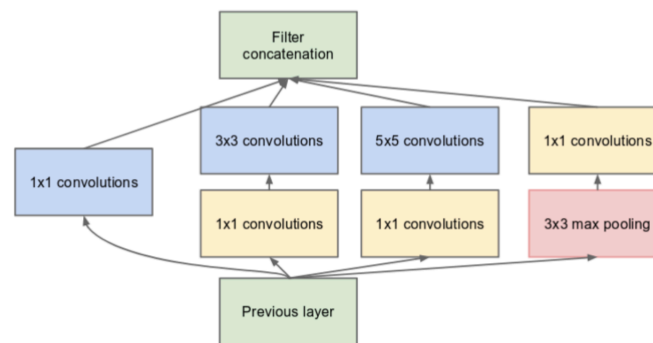 Filter
concatenation
3x3 convolutions
5x5 convolutions
1x1 convolutions
1x1 convolutions
1x1 convolutions
1x1 convolutions
3x3 max pooling
Previous layer